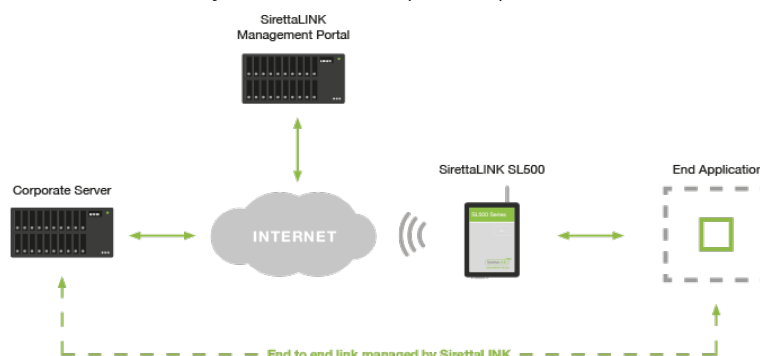 SirettaLINK
Management Portal
SirettaLINK SL500
End Application
Corporate Server
INTERNET
SL500 Series
End to end link managed by SirettaLINK